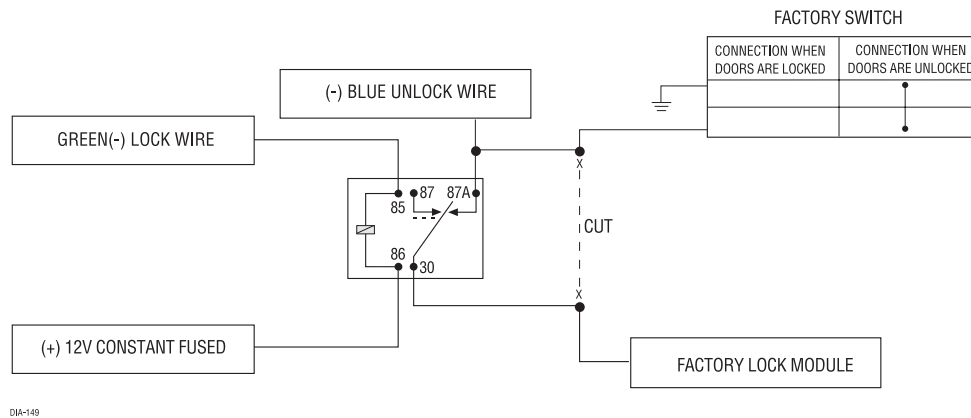 FACTORY SWITCH
CONNECTION WHEN
DOORS ARE LOCKED
CONNECTION WHEN
DOORS ARE UNLOCKED
(-) BLUE UNLOCK WIRE
GREEN(-) LOCK WIRE
87
87A
85
X
CUT
86
30
X
(+) 12V CONSTANT FUSED
FACTORY LOCK MODULE
DIA-149